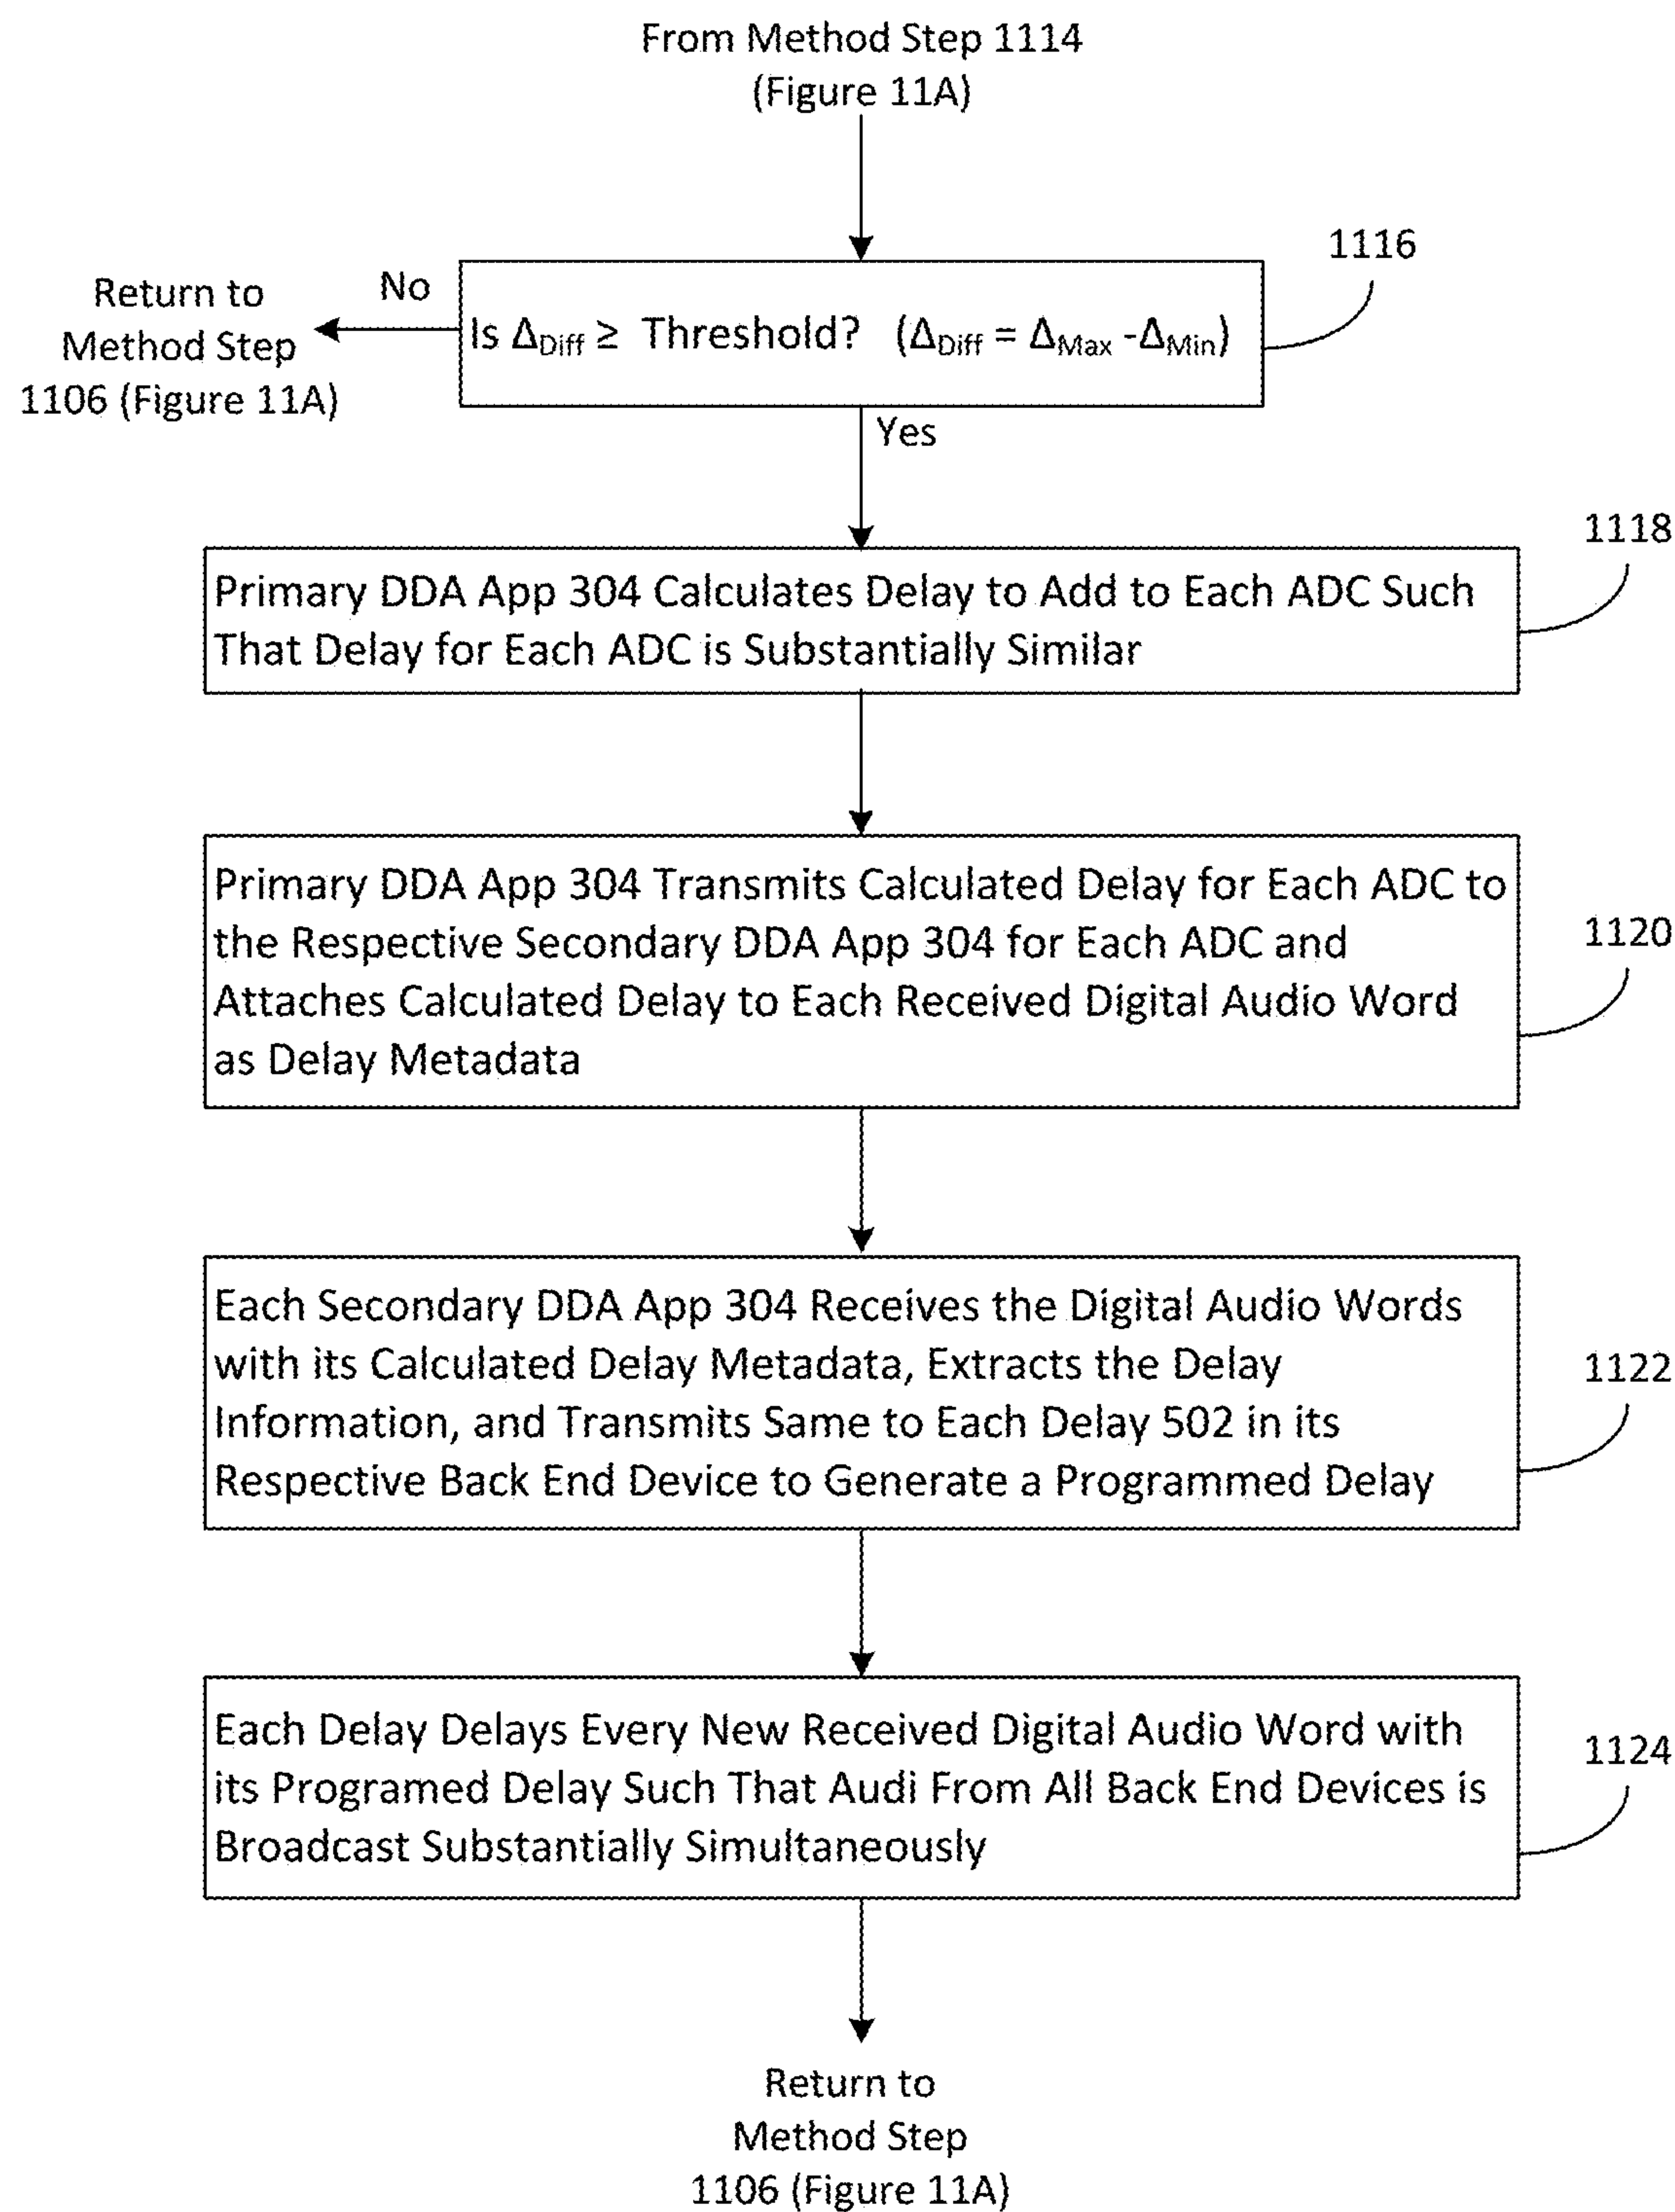 From Method Step 1114
(Figure 11A)
1116
No
Return to
Method Step
1106 (Figure 11A)
Is Δ_Diff ≥ Threshold? (Δ_Diff = Δ_Max -Δ_Min)
Yes
1118
Primary DDA App 304 Calculates Delay to Add to Each ADC Such
That Delay for Each ADC is Substantially Similar
Primary DDA App 304 Transmits Calculated Delay for Each ADC to
the Respective Secondary DDA App 304 for Each ADC and
Attaches Calculated Delay to Each Received Digital Audio Word
as Delay Metadata
1120
Each Secondary DDA App 304 Receives the Digital Audio Words
with its Calculated Delay Metadata, Extracts the Delay
Information, and Transmits Same to Each Delay 502 in its
Respective Back End Device to Generate a Programmed Delay
1122
Each Delay Delays Every New Received Digital Audio Word with
its Programed Delay Such That Audi From All Back End Devices is
Broadcast Substantially Simultaneously
1124
Return to
Method Step
1106 (Figure 11A)